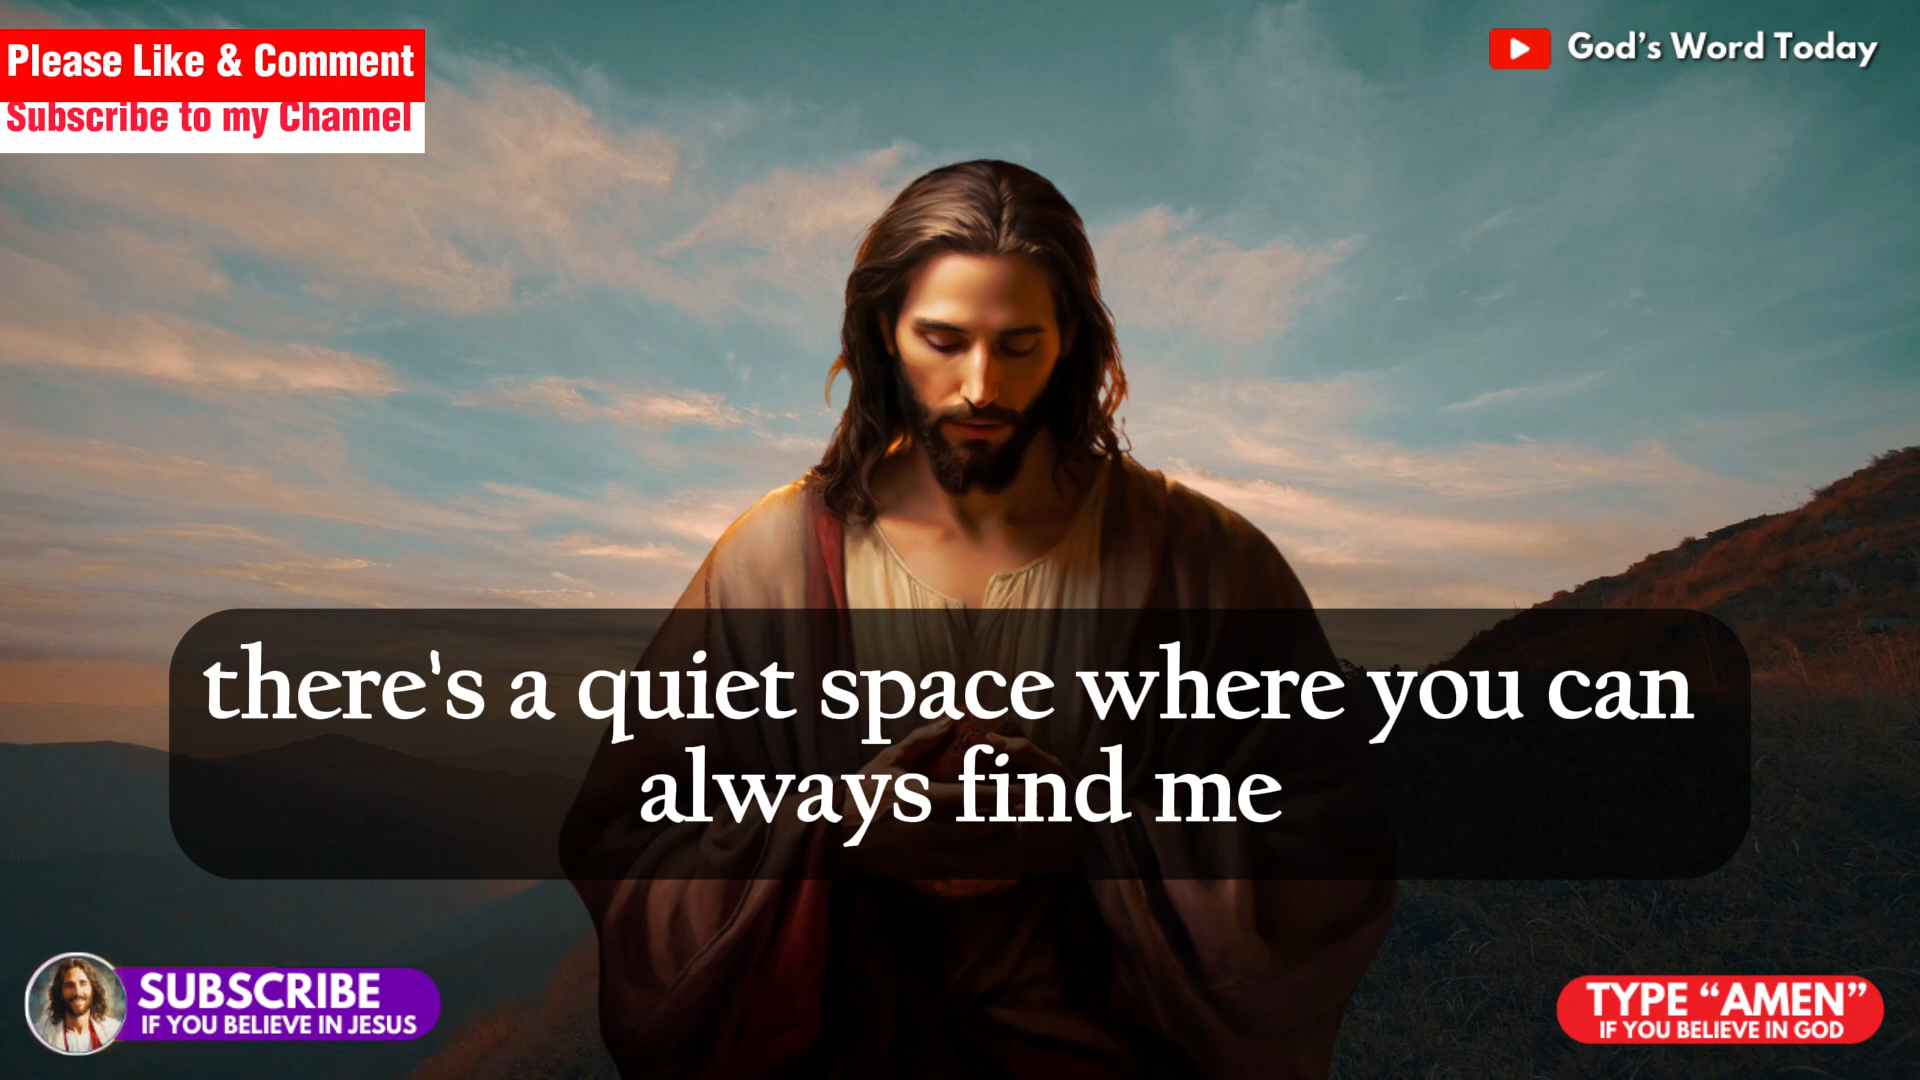 Please Like & Comment
Subscribe to my Channel
God’s Word Today
there's a quiet space where you can
always find me
SUBSCRIBE
IF YOU BELIEVE IN JESUS
TYPE “AMEN”
IF YOU BELIEVE IN GOD